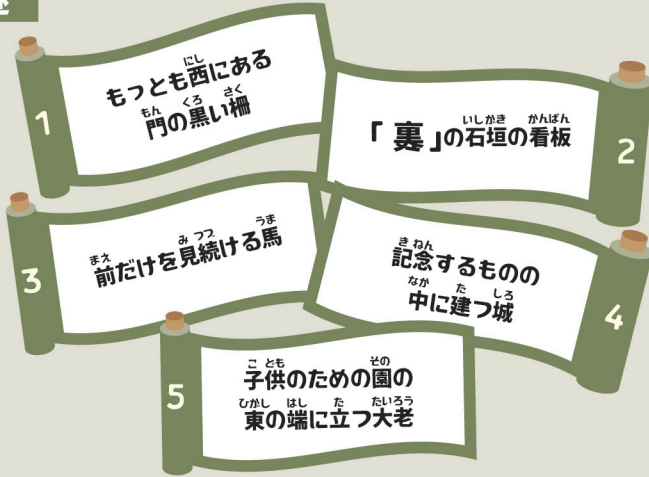 1
もっとも西にある
門の黒い柵
「裏」の石垣の看板
2
3
前だけを見続ける馬
記念するものの
中に建つ城
4
5
子供のための園の
東の端に立つ大老